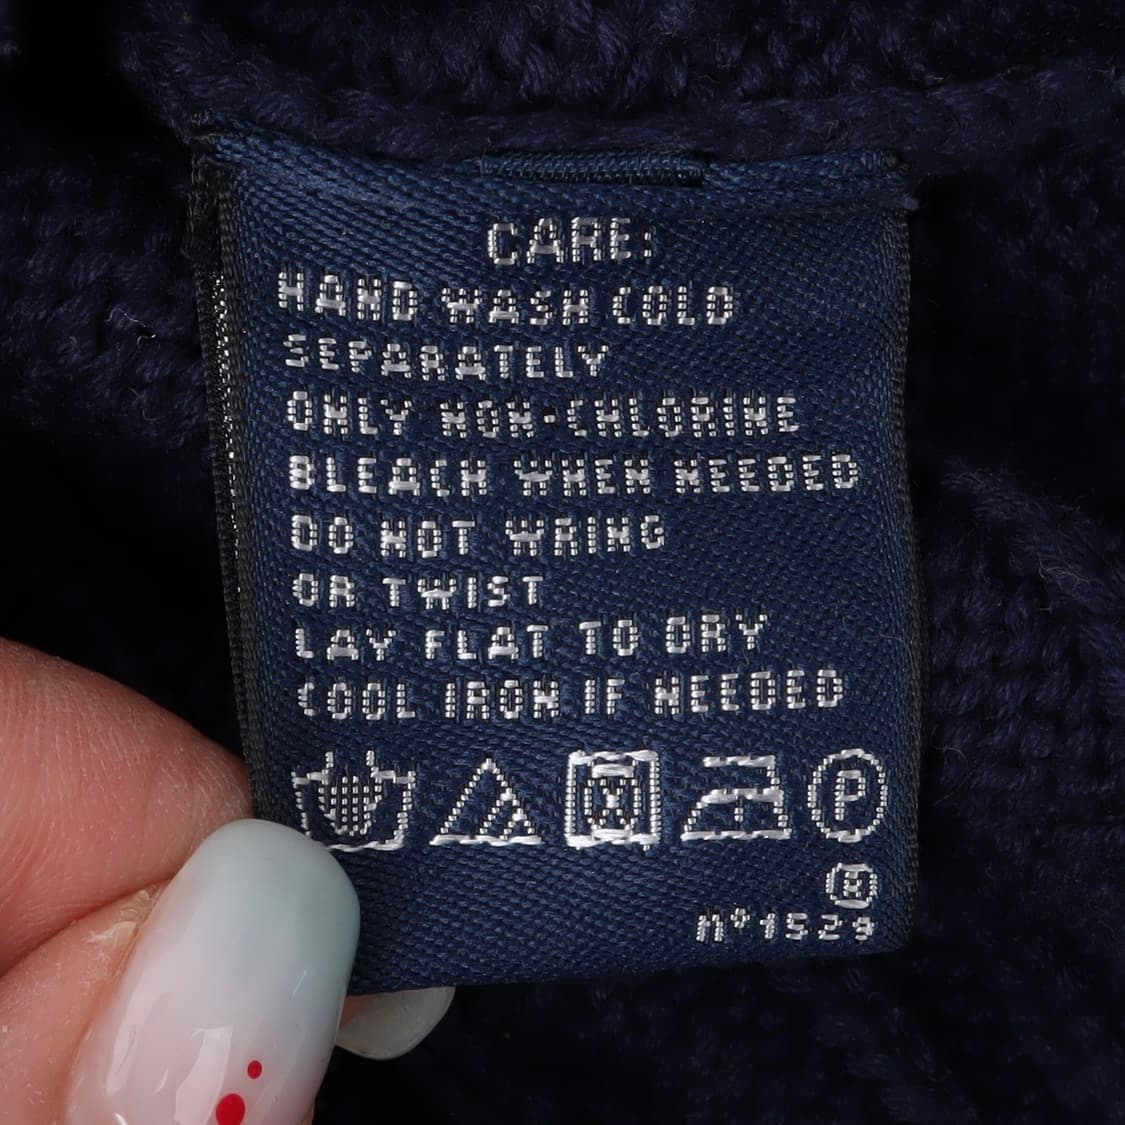 CARE:
HAND WASH COLD
SEPARATELY
ONLY NON-CHLORINE
BLEACH WHEN NEEDED
DO NOT WRING
OR TWIST
LAY FLAT TO DRY
COOL IRON IF NEEDED
P
N°1529